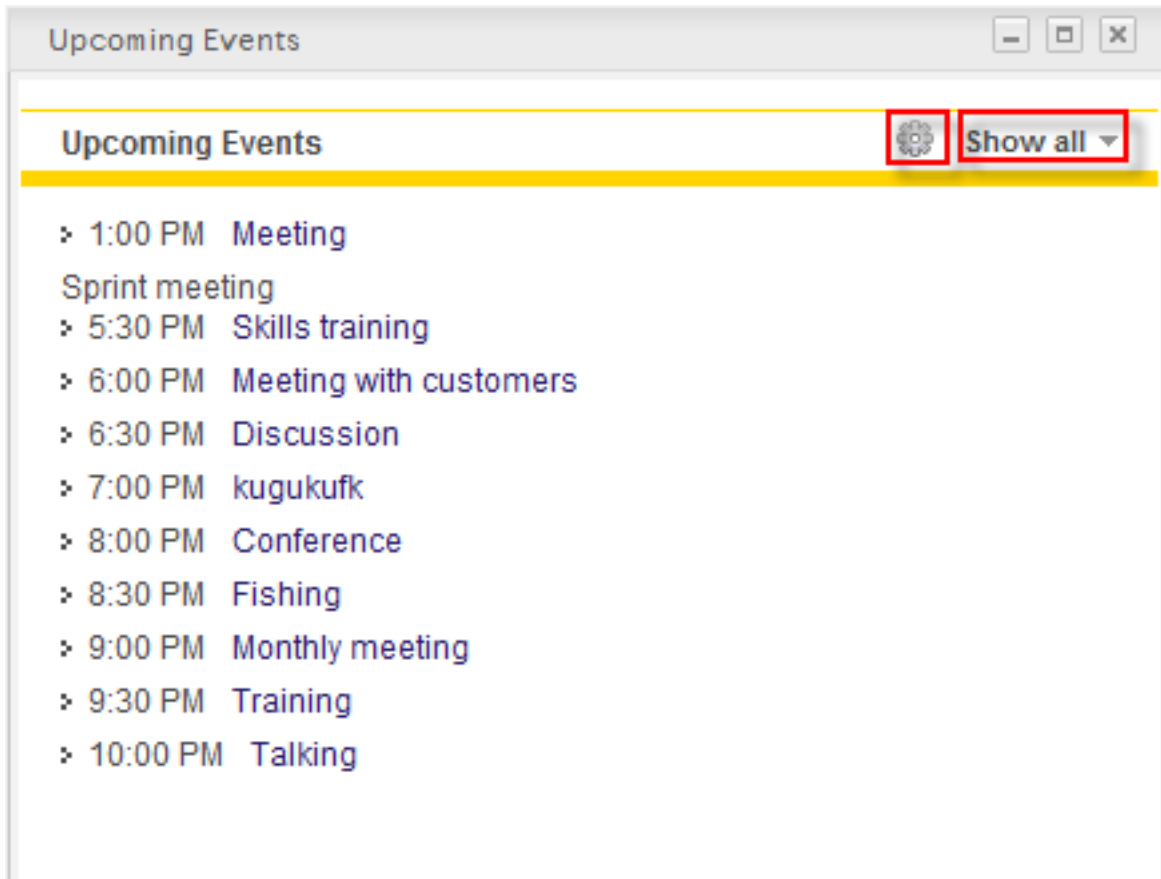 Upcoming Events
Upcoming Events Show all
1:00 PM Meeting
Sprint meeting
5:30 PM Skills training
6:00 PM Meeting with customers
6:30 PM Discussion
7:00 PM kugukufk
8:00 PM Conference
8:30 PM Fishing
9:00 PM Monthly meeting
9:30 PM Training
10:00 PM Talking